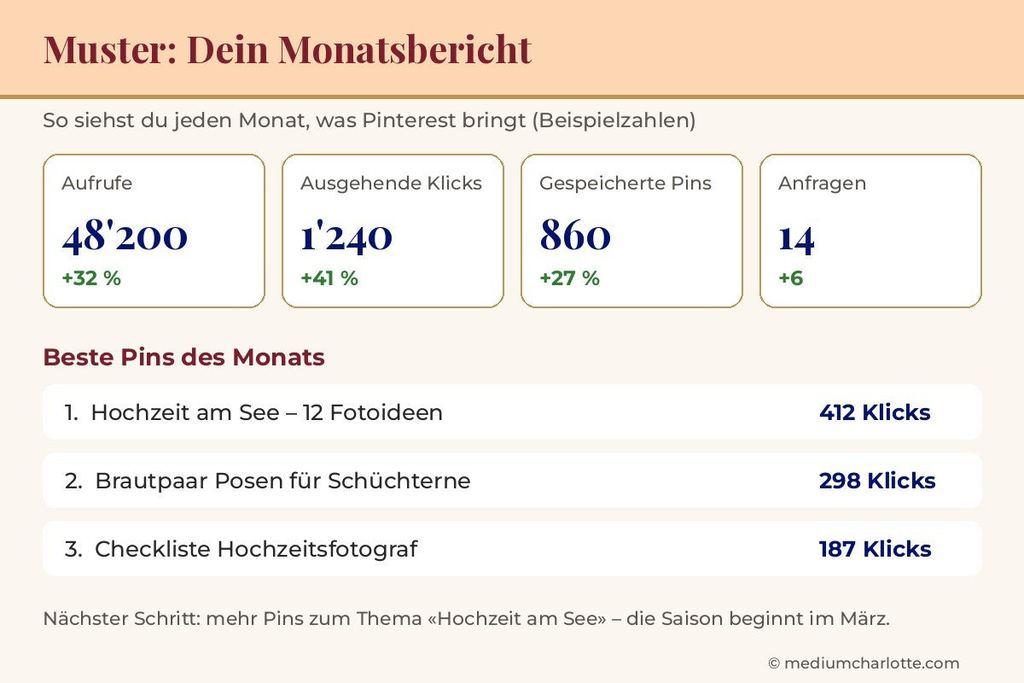 Muster: Dein Monatsbericht
So siehst du jeden Monat, was Pinterest bringt (Beispielzahlen)
Aufrufe
48'200
+32 %
Ausgehende Klicks
1'240
+41 %
Gespeicherte Pins
860
+27 %
Anfragen
14
+6
Beste Pins des Monats
1. Hochzeit am See – 12 Fotoideen 412 Klicks
2. Brautpaar Posen für Schüchterne 298 Klicks
3. Checkliste Hochzeitsfotograf 187 Klicks
Nächster Schritt: mehr Pins zum Thema «Hochzeit am See» – die Saison beginnt im März.
© mediumcharlotte.com